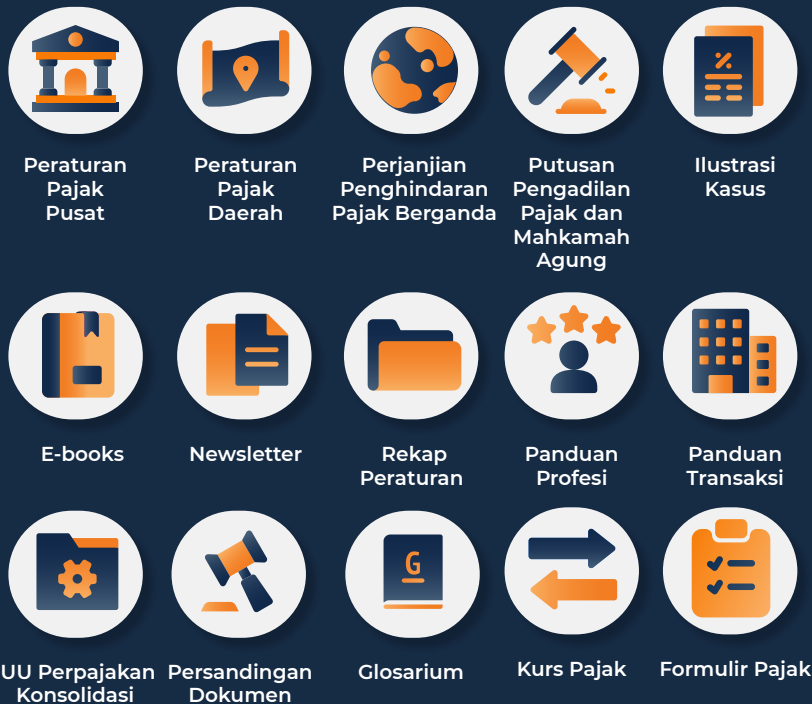 Peraturan
Pajak
Pusat
Peraturan
Pajak
Daerah
Perjanjian
Penghindaran
Pajak Berganda
Putusan
Pengadilan
Pajak dan
Mahkamah
Agung
Ilustrasi
Kasus
%
E-books
Newsletter
Rekap
Peraturan
Panduan
Profesi
Panduan
Transaksi
G
UU Perpajakan
Konsolidasi
Persandingan
Dokumen
Glosarium
Kurs Pajak
Formulir Pajak